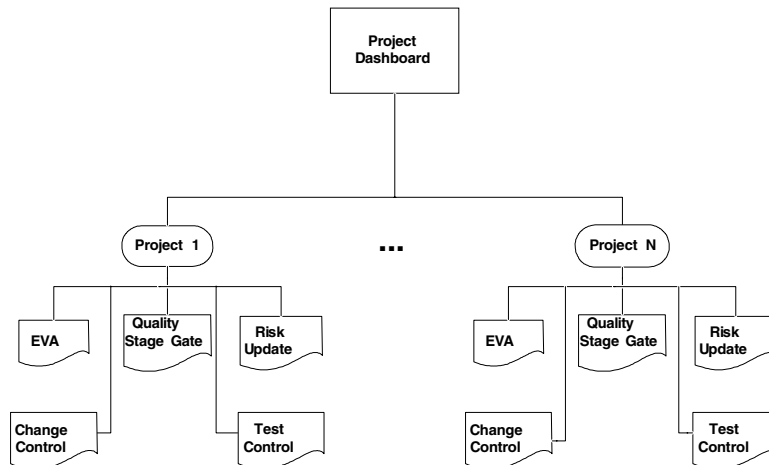 Project
Dashboard
Project 1
...
Project N
EVA
Quality
Stage Gate
Risk
Update
EVA
Quality
Stage Gate
Risk
Update
Change
Control
Test
Control
Change
Control
Test
Control